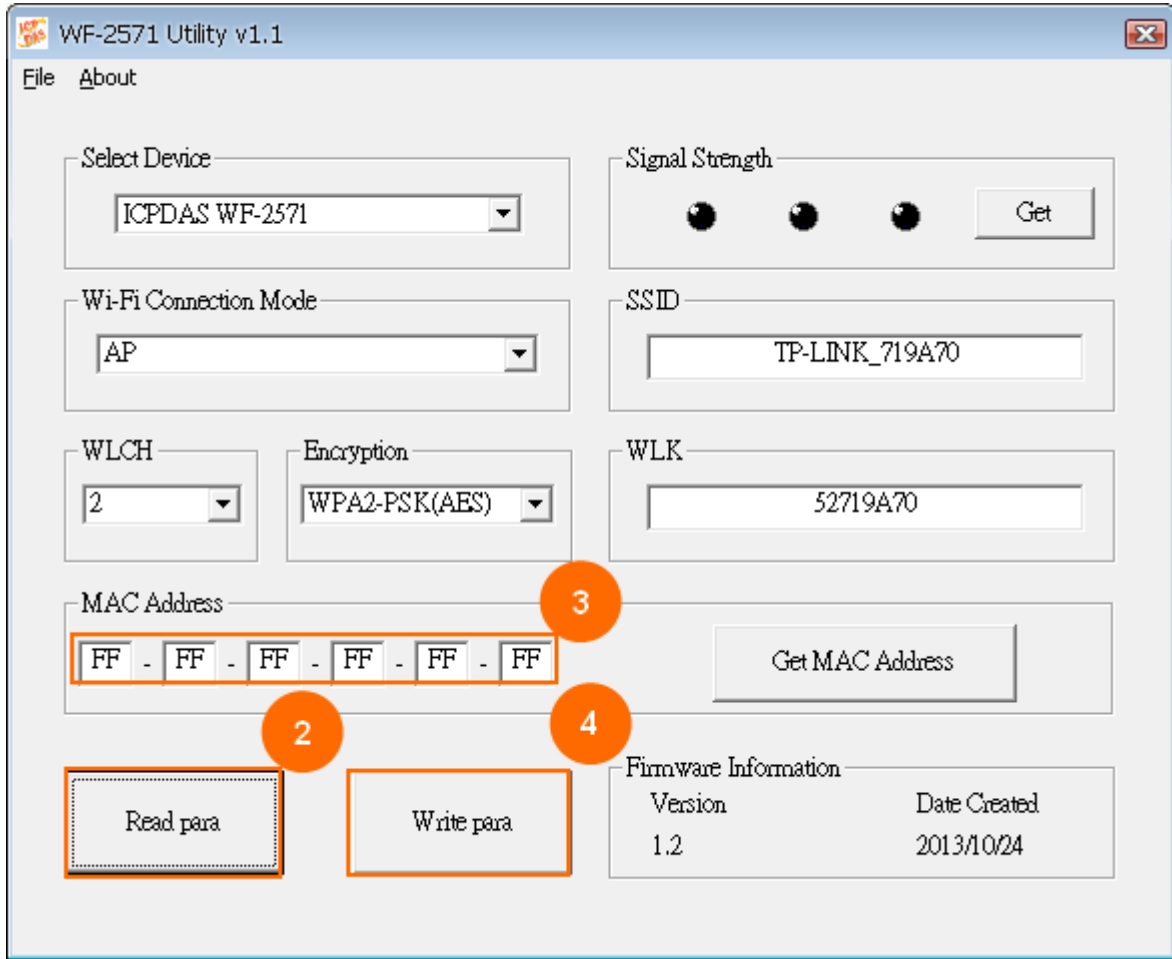 ICP DAS
WF-2571 Utility v1.1
File About
Select Device
ICPDAS WF-2571
Signal Strength
Get
Wi-Fi Connection Mode
AP
SSID
TP-LINK_719A70
WLCH
2
Encryption
WPA2-PSK(AES)
WLK
52719A70
MAC Address
3
FF - FF - FF - FF - FF - FF
Get MAC Address
2
4
Read para
Write para
Firmware Information
Version Date Created
1.2 2013/10/24